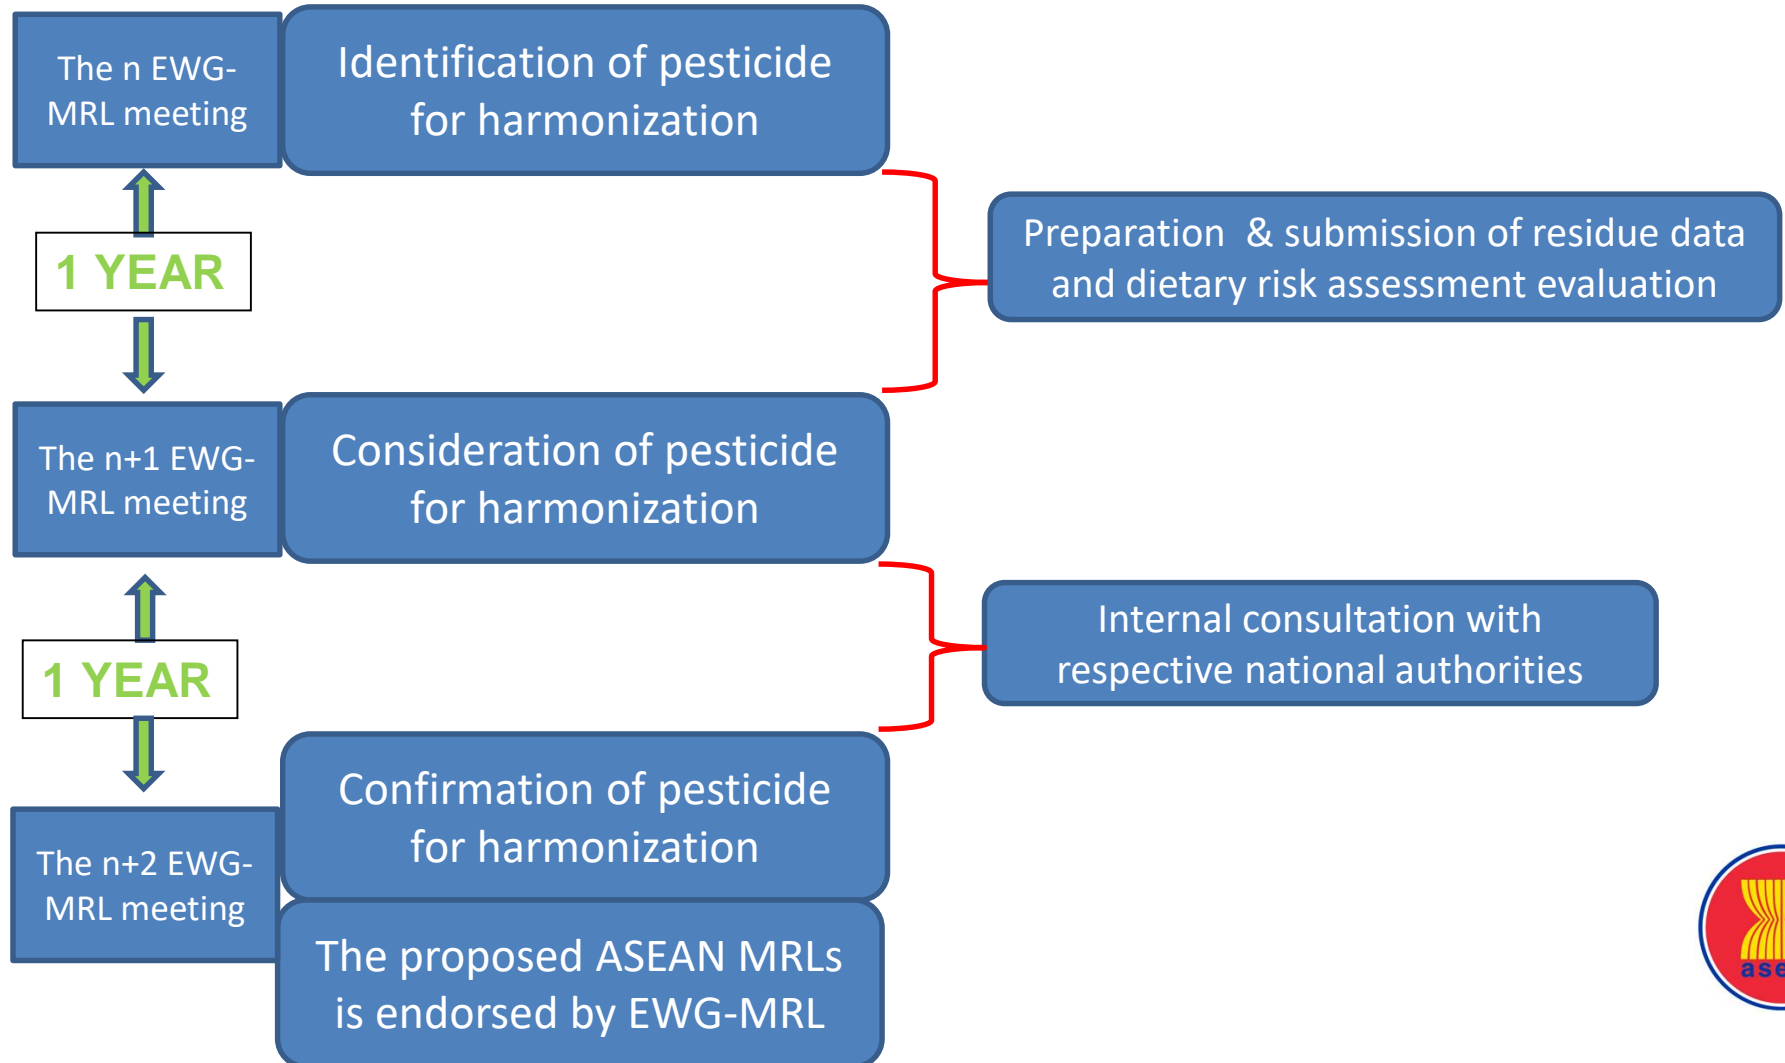 The n EWG-
MRL meeting
Identification of pesticide
for harmonization
1 YEAR
Preparation & submission of residue data
and dietary risk assessment evaluation
The n+1 EWG-
MRL meeting
Consideration of pesticide
for harmonization
1 YEAR
Internal consultation with
respective national authorities
The n+2 EWG-
MRL meeting
Confirmation of pesticide
for harmonization
The proposed ASEAN MRLs
is endorsed by EWG-MRL
ase